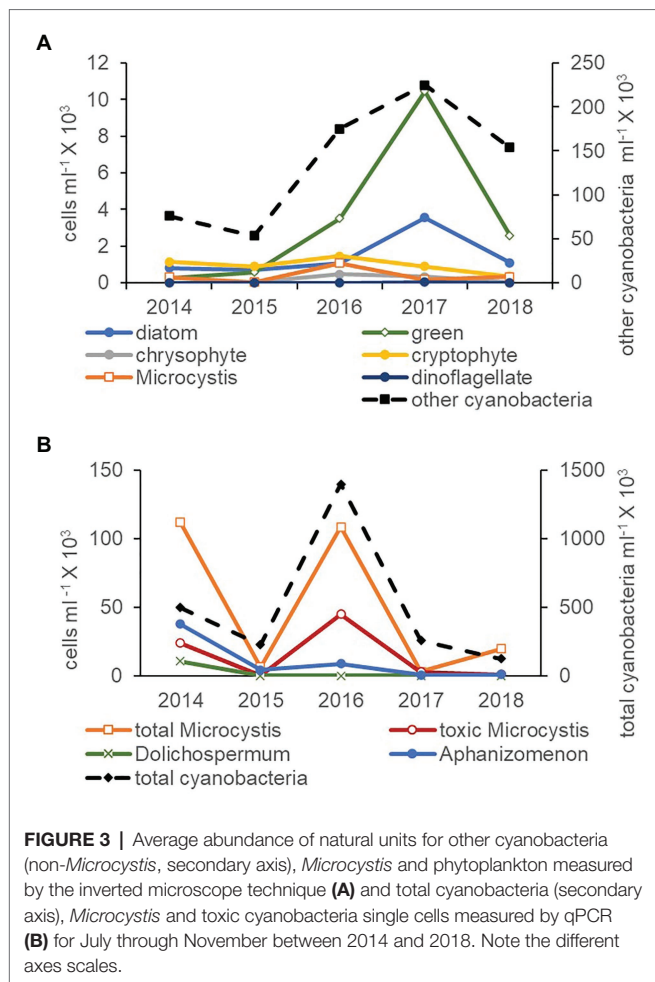 A
12
10
8
6
4
2
0
cells ml-1 X 10³
250
200
150
100
50
0
other cyanobacteria ml-1 X 10³
2014 2015 2016 2017 2018
diatom green
chrysophyte cryptophyte
Microcystis dinoflagellate
other cyanobacteria
B
150
100
50
0
cells ml -1 X 10³
1500
1000
500
0
total cyanobacteria ml-1 X 10³
2014 2015 2016 2017 2018
total Microcystis toxic Microcystis
Dolichospermum Aphanizomenon
total cyanobacteria
FIGURE 3 | Average abundance of natural units for other cyanobacteria
(non-Microcystis, secondary axis), Microcystis and phytoplankton measured
by the inverted microscope technique (A) and total cyanobacteria (secondary
axis), Microcystis and toxic cyanobacteria single cells measured by qPCR
(B) for July through November between 2014 and 2018. Note the different
axes scales.